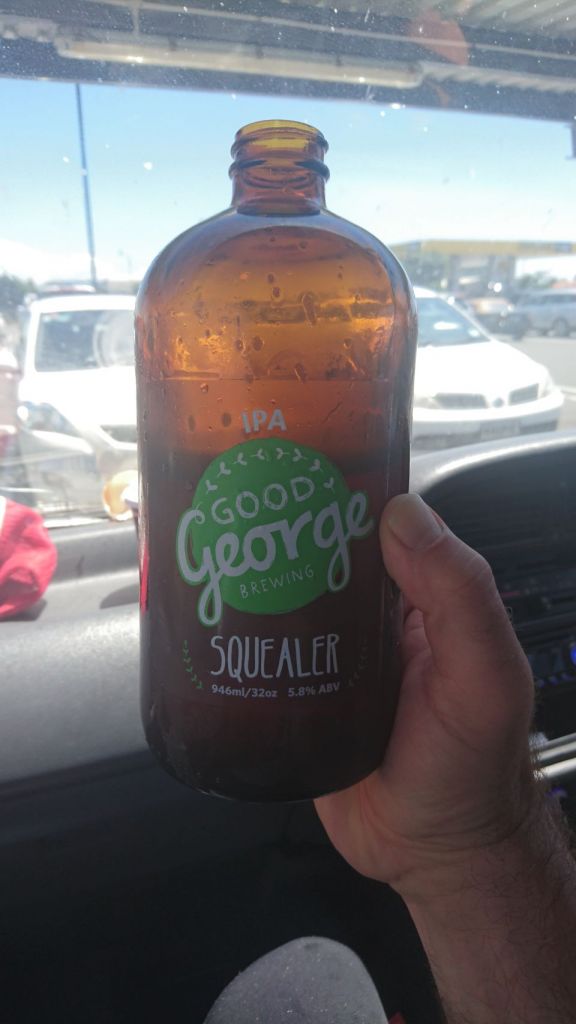 IPA
GOOD
George
BREWING
SQUEALER
946ml/32oz 5.8% ABV